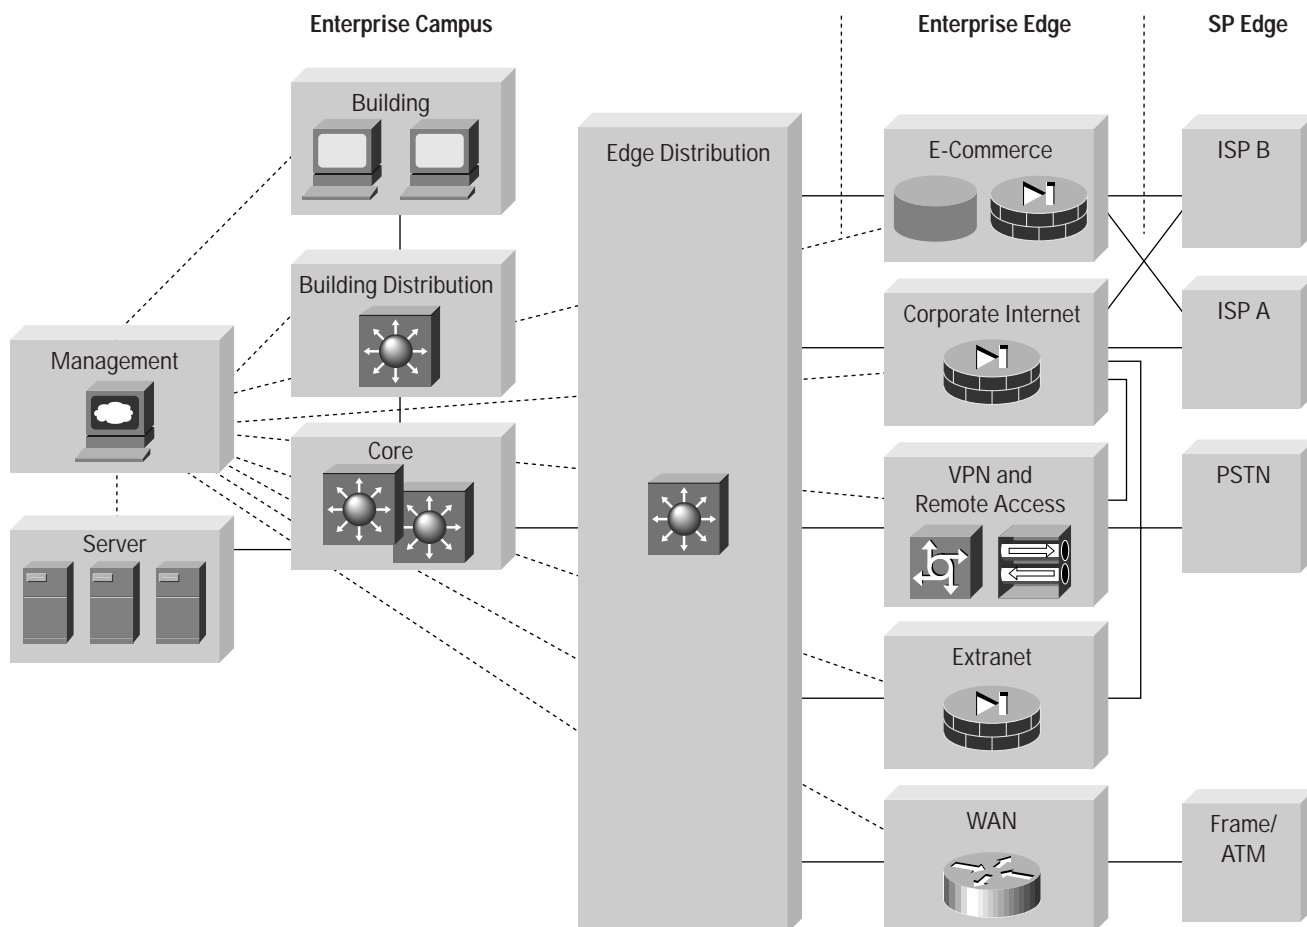 Enterprise Campus
Enterprise Edge
SP Edge
Building
Edge Distribution
E-Commerce
ISP B
Building Distribution
Corporate Internet
ISP A
Management
Core
VPN and
Remote Access
PSTN
Server
Extranet
WAN
Frame/
ATM